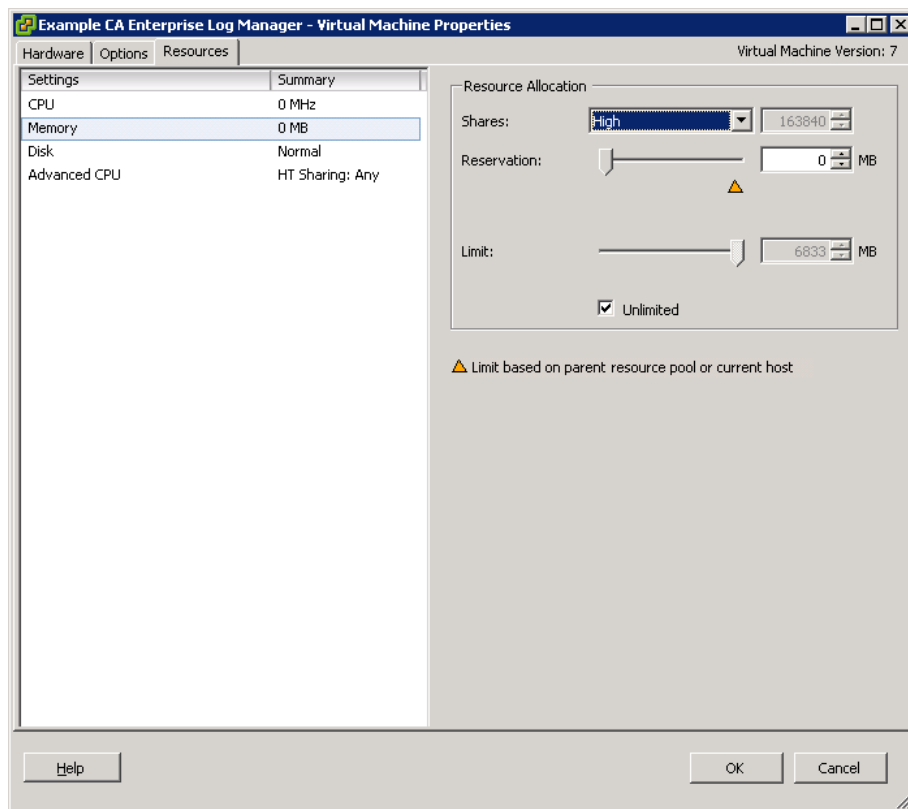 Example CA Enterprise Log Manager - Virtual Machine Properties
Hardware Options Resources Virtual Machine Version: 7
Settings Summary
CPU 0 MHz
Memory 0 MB
Disk Normal
Advanced CPU HT Sharing: Any
Resource Allocation
Shares: High 163840
Reservation: 0 MB
Limit: 6833 MB
Unlimited
Limit based on parent resource pool or current host
Help OK Cancel